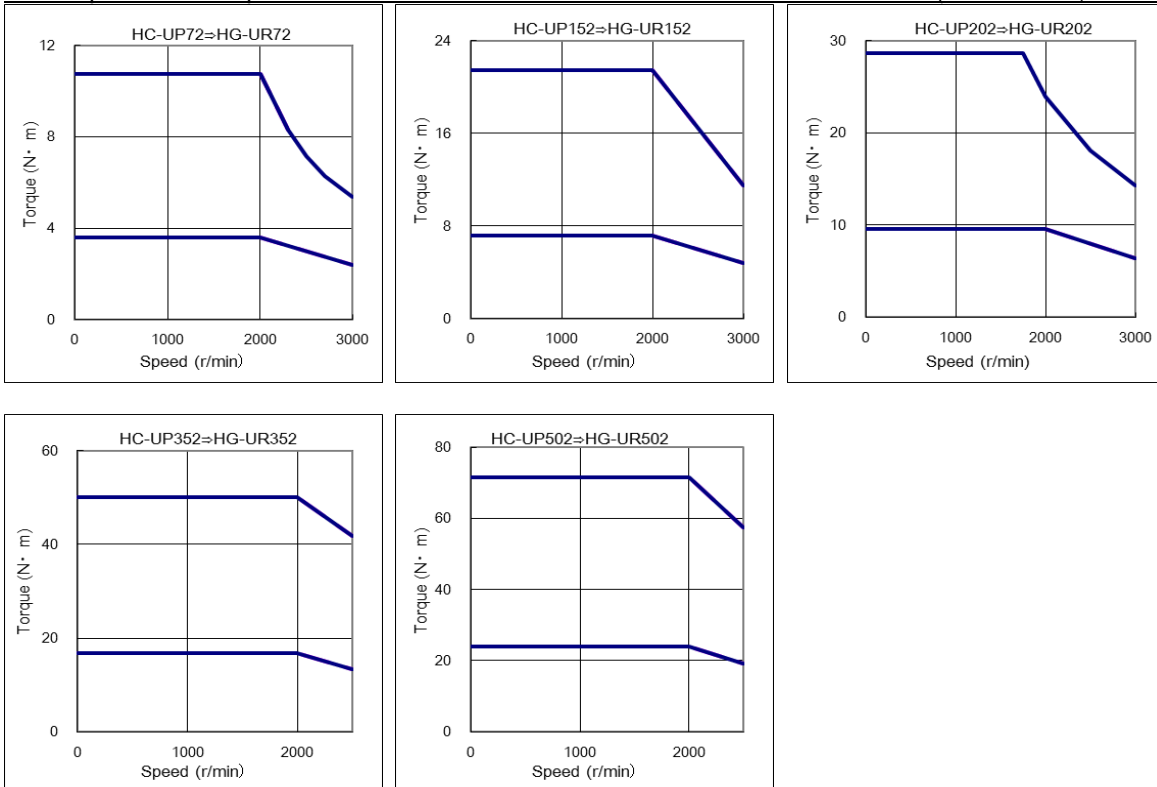 HC-UP72⇒HG-UR72
12
8
4
0
Torque (N・m)
0 1000 2000 3000
Speed (r/min)
HC-UP152⇒HG-UR152
24
16
8
0
Torque (N・m)
0 1000 2000 3000
Speed (r/min)
HC-UP202⇒HG-UR202
30
20
10
0
Torque (N・m)
0 1000 2000 3000
Speed (r/min)
HC-UP352⇒HG-UR352
60
40
20
0
Torque (N・m)
0 1000 2000
Speed (r/min)
HC-UP502⇒HG-UR502
80
60
40
20
0
Torque (N・m)
0 1000 2000
Speed (r/min)